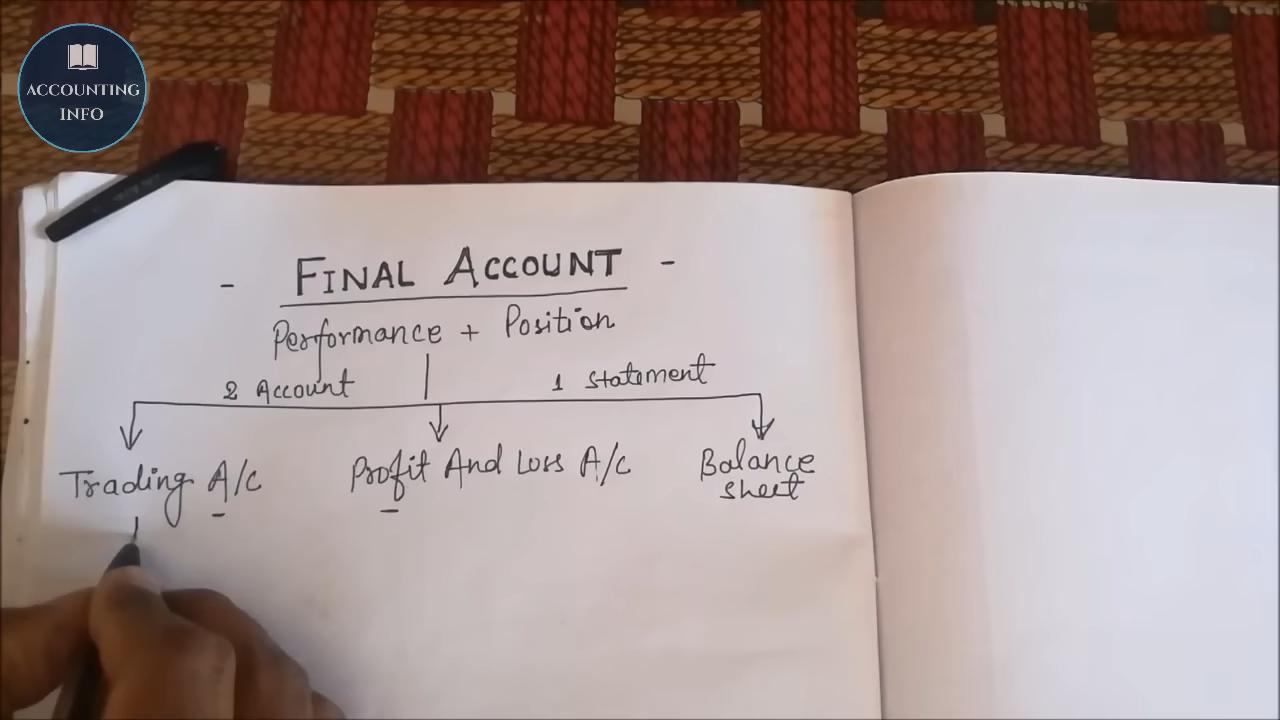 ACCOUNTING
INFO
- FINAL ACCOUNT -
Performance + Position
2 Account
1 Statement
Trading A/C
Profit And Loss A/C
Balance
Sheet